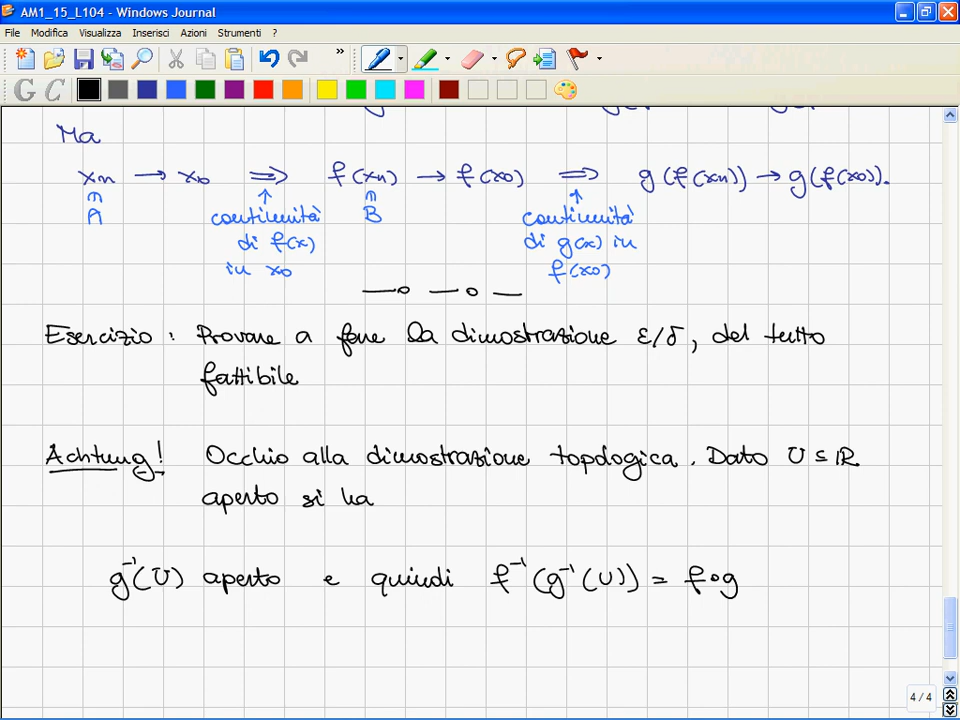 AM1_15_L104 - Windows Journal
File Modifica Visualizza Inserisci Azioni Strumenti ?
G C
Ma
xn → x0 ⇒ f(xn) → f(x0) ⇒ g(f(xn)) → g(f(x0)).
A continuità B continuità
di f(x) di g(x) in
in x0 f(x0)
Esercizio : Provare a fare la dimostrazione ε/δ, del tutto
fattibile
Achtung! Occhio alla dimostrazione topologica. Dato U ⊆ ℝ
aperto si ha
g⁻¹(U) aperto e quindi f⁻¹(g⁻¹(U)) = f∘g
4 / 4